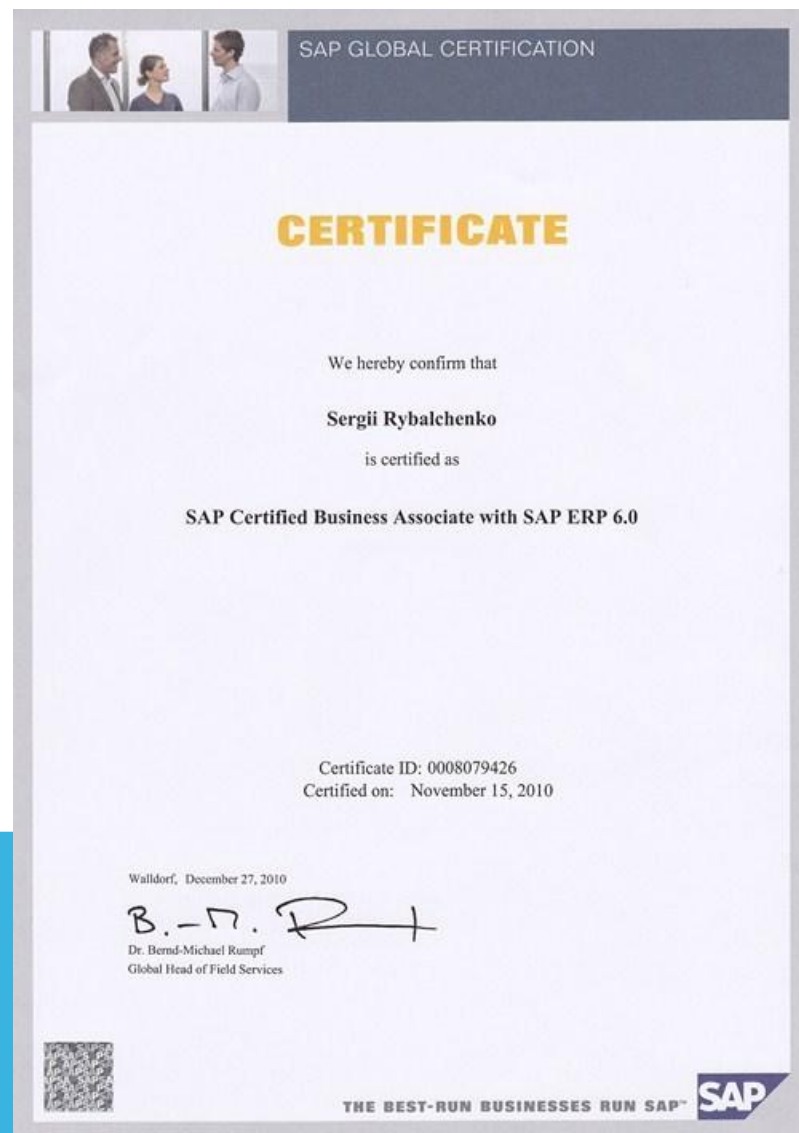 SAP GLOBAL CERTIFICATION
CERTIFICATE
We hereby confirm that
Sergii Rybalchenko
is certified as
SAP Certified Business Associate with SAP ERP 6.0
Certificate ID: 0008079426
Certified on: November 15, 2010
Walldorf, December 27, 2010
B.-M. R
Dr. Bernd-Michael Rumpf
Global Head of Field Services
THE BEST-RUN BUSINESSES RUN SAP™
SAP